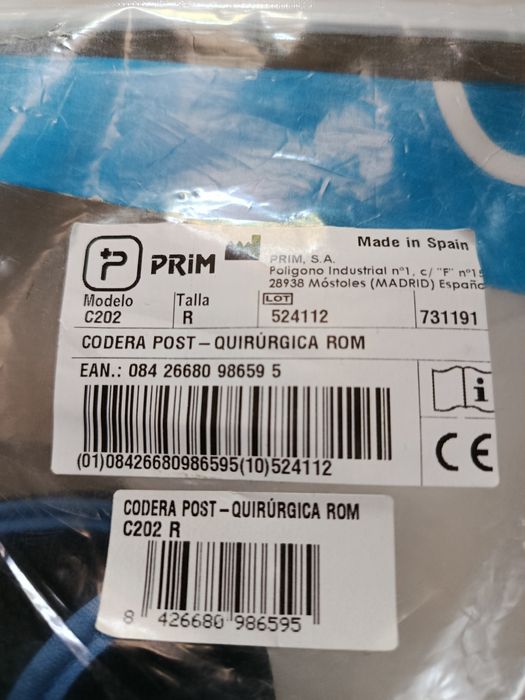 PRiM
Made in Spain
PRIM, S.A.
Poligono Industrial nº1, c/ "F" nº15
28938 Móstoles (MADRID) España
Modelo
C202
Talla
R
LOT
524112
731191
CODERA POST-QUIRÚRGICA ROM
EAN.: 084 26680 98659 5
i
CE
(01)08426680986595(10)524112
CODERA POST-QUIRÚRGICA ROM
C202 R
8 426680 986595